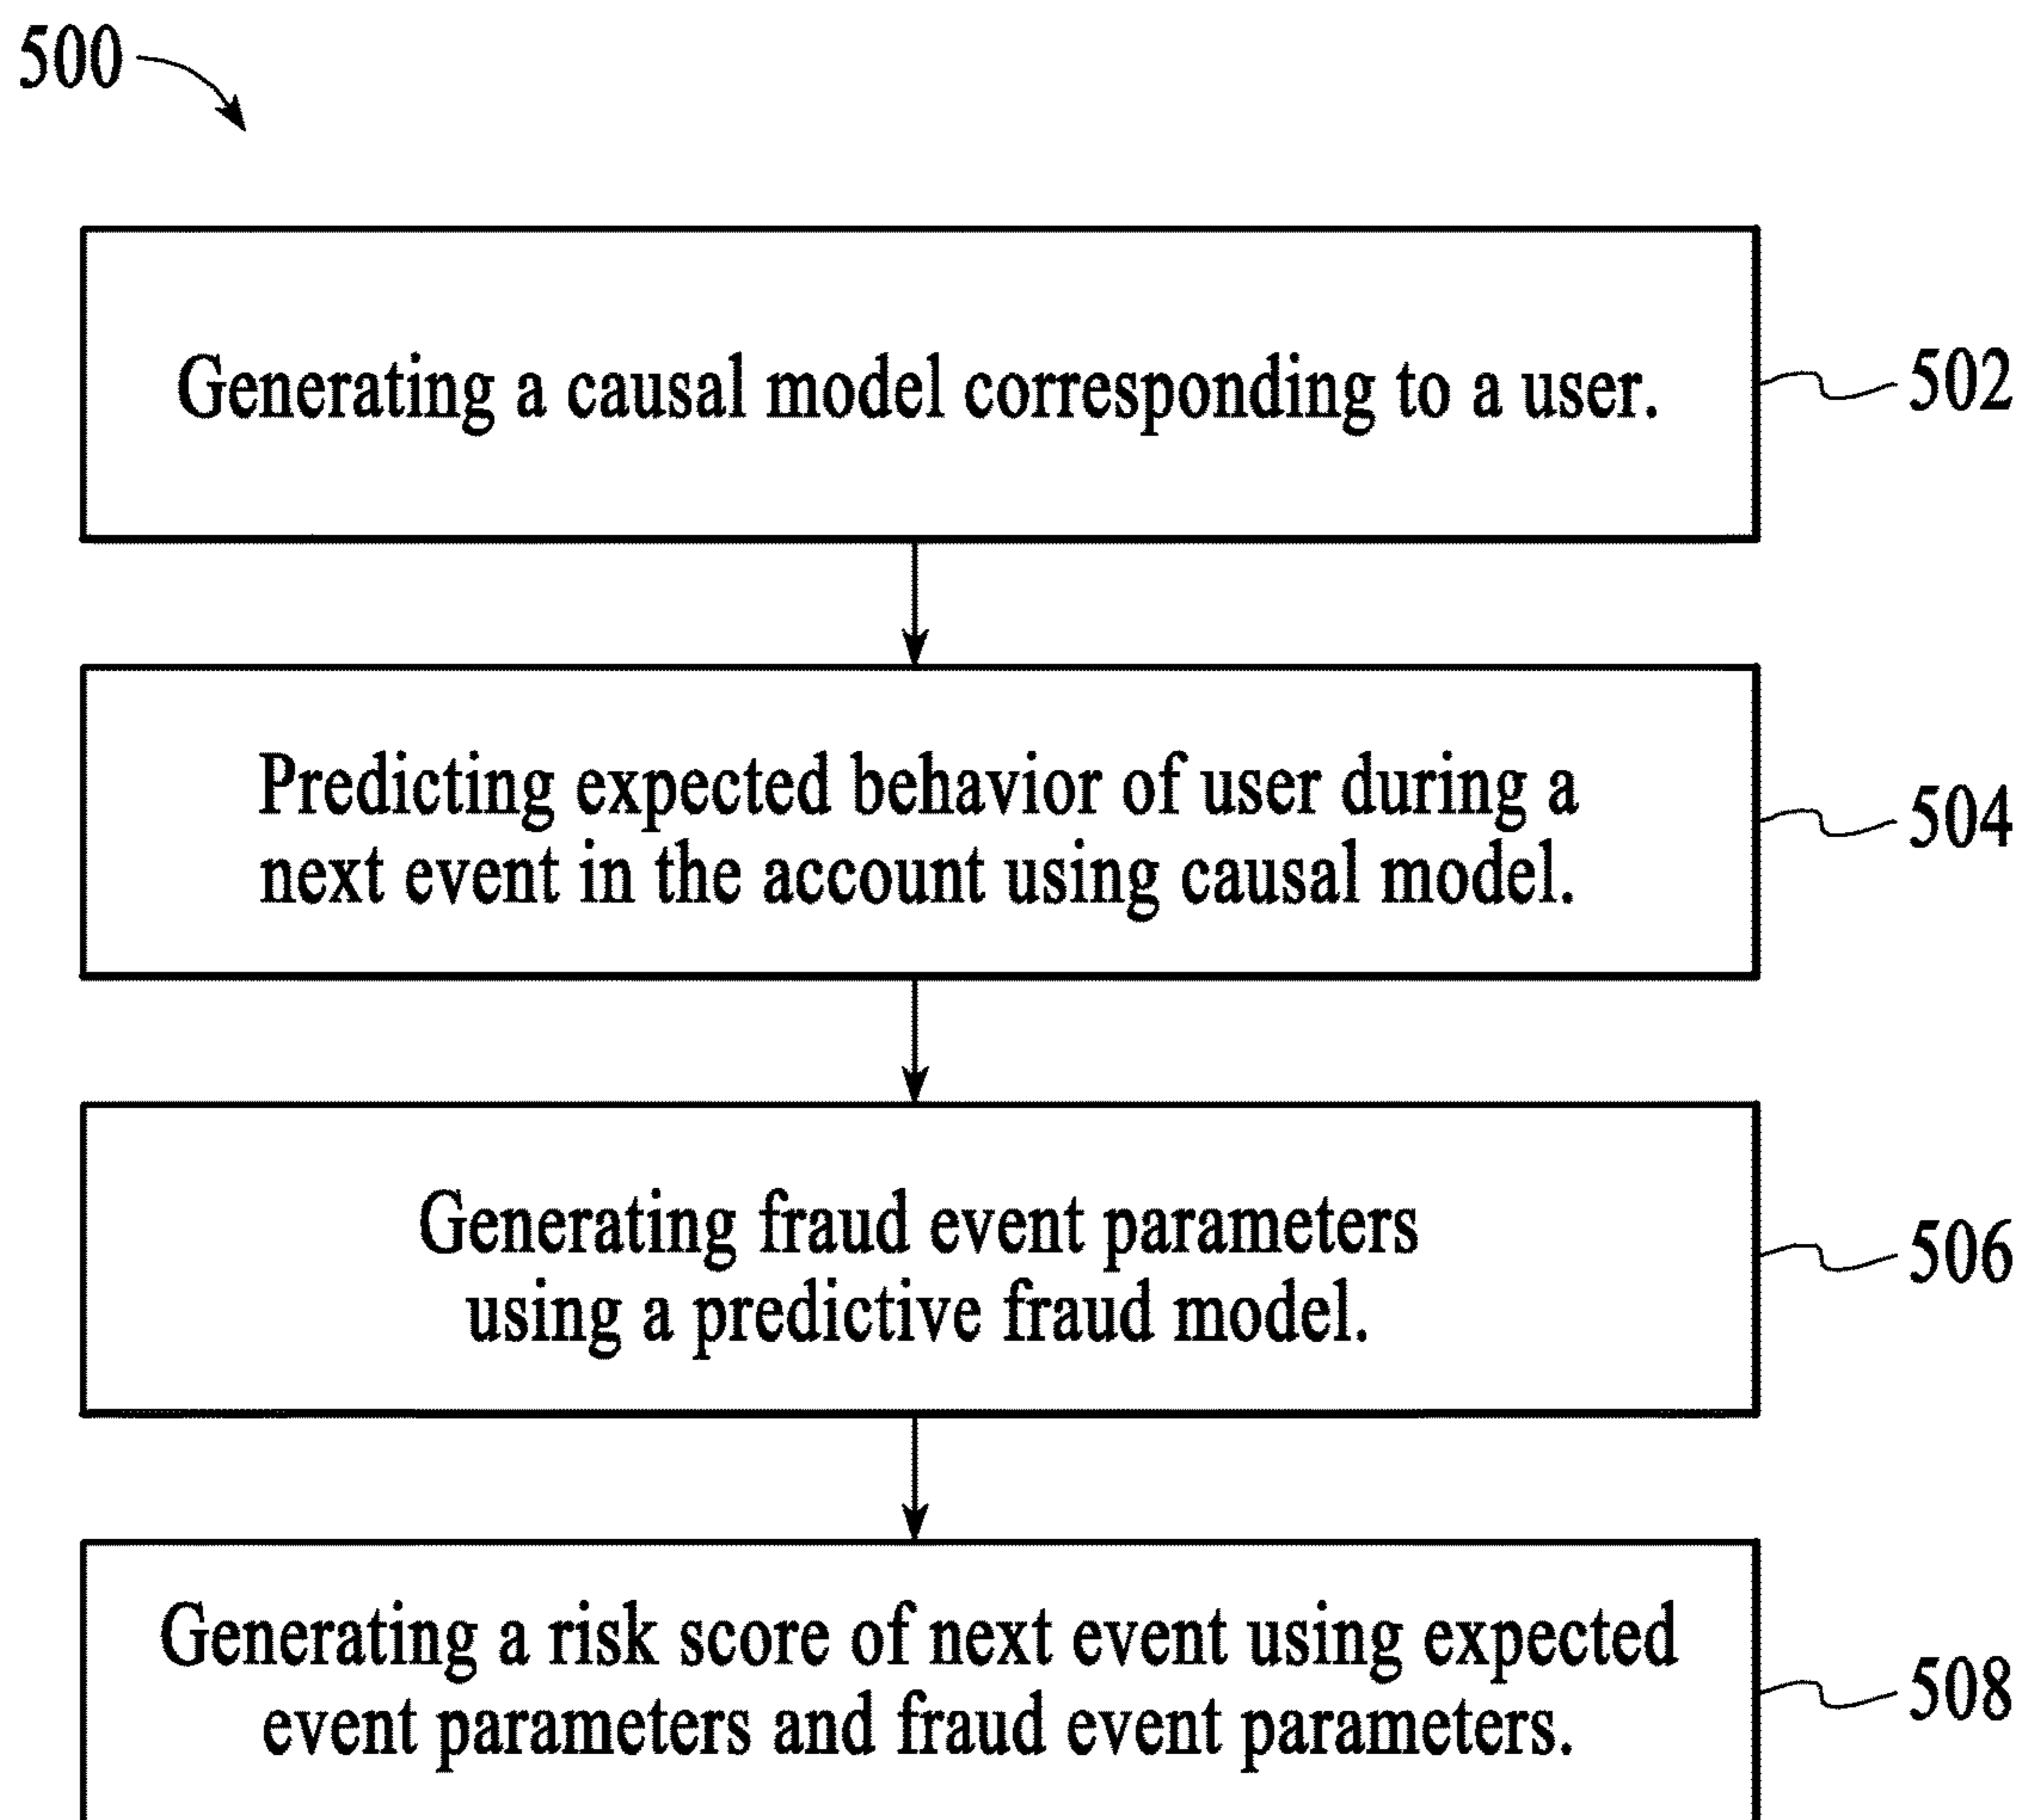 500
Generating a causal model corresponding to a user.
502
Predicting expected behavior of user during a
next event in the account using causal model.
504
Generating fraud event parameters
using a predictive fraud model.
506
Generating a risk score of next event using expected
event parameters and fraud event parameters.
508